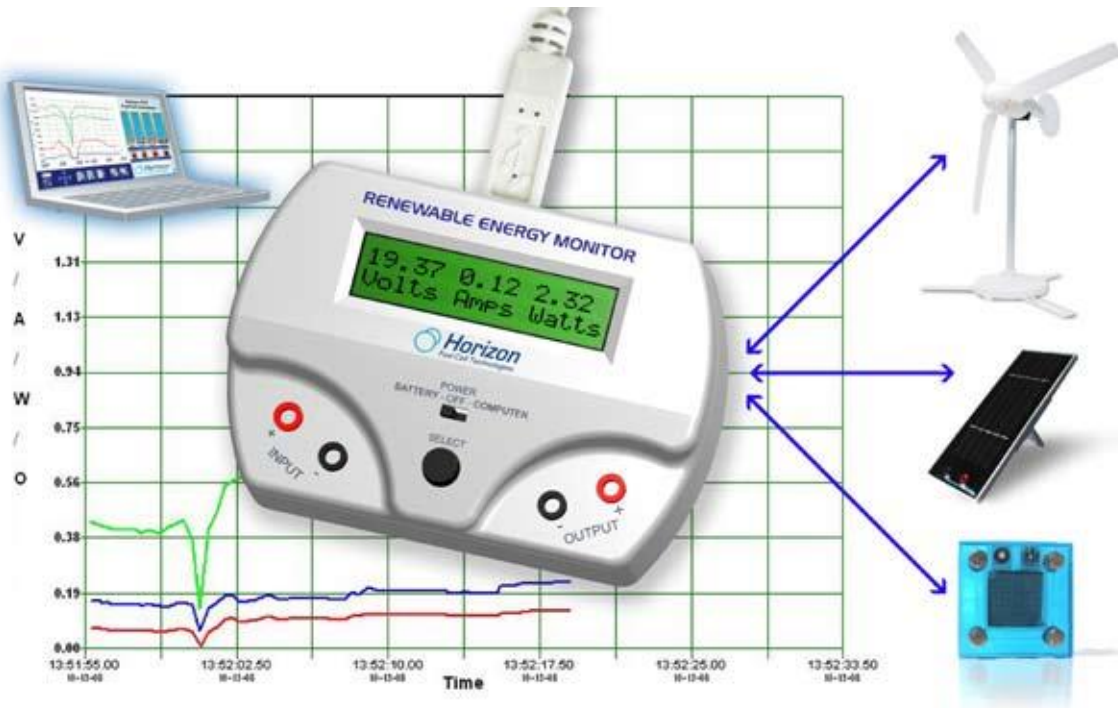 RENEWABLE ENERGY MONITOR
19.37 0.12 2.32
Volts Amps Watts
Horizon
Fuel Cell Technologies
POWER
BATTERY - OFF - COMPUTER
SELECT
+
-
INPUT
-
+
OUTPUT
V
/
A
/
W
/
O
1.31
1.13
0.94
0.75
0.56
0.38
0.19
0.00
13:51:55.00
13:52:02.50
13:52:10.00
13:52:17.50
13:52:25.00
13:52:33.50
Time
Horizon